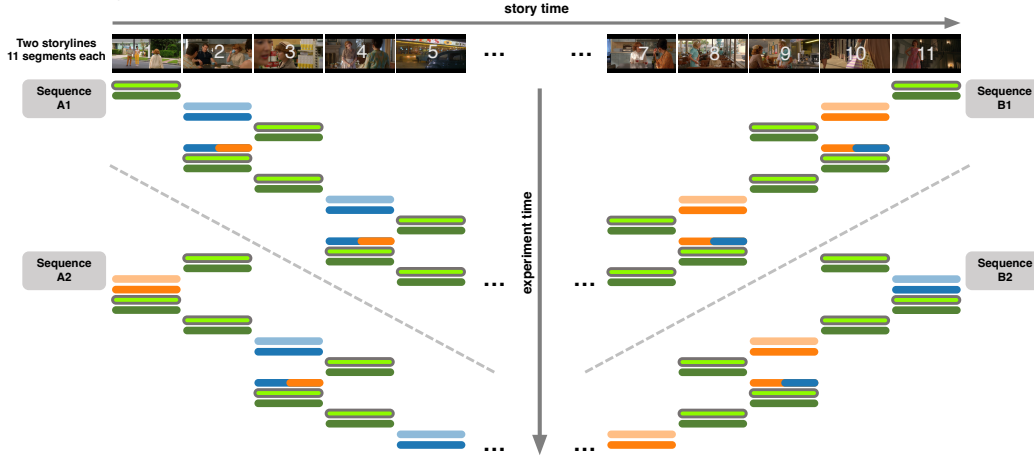 story time
Two storylines
11 segments each
1 2 3 4 5 ... ... 7 8 9 10 11
Sequence
A1
Sequence
B1
experiment time
Sequence
A2
Sequence
B2
... ...
... ...